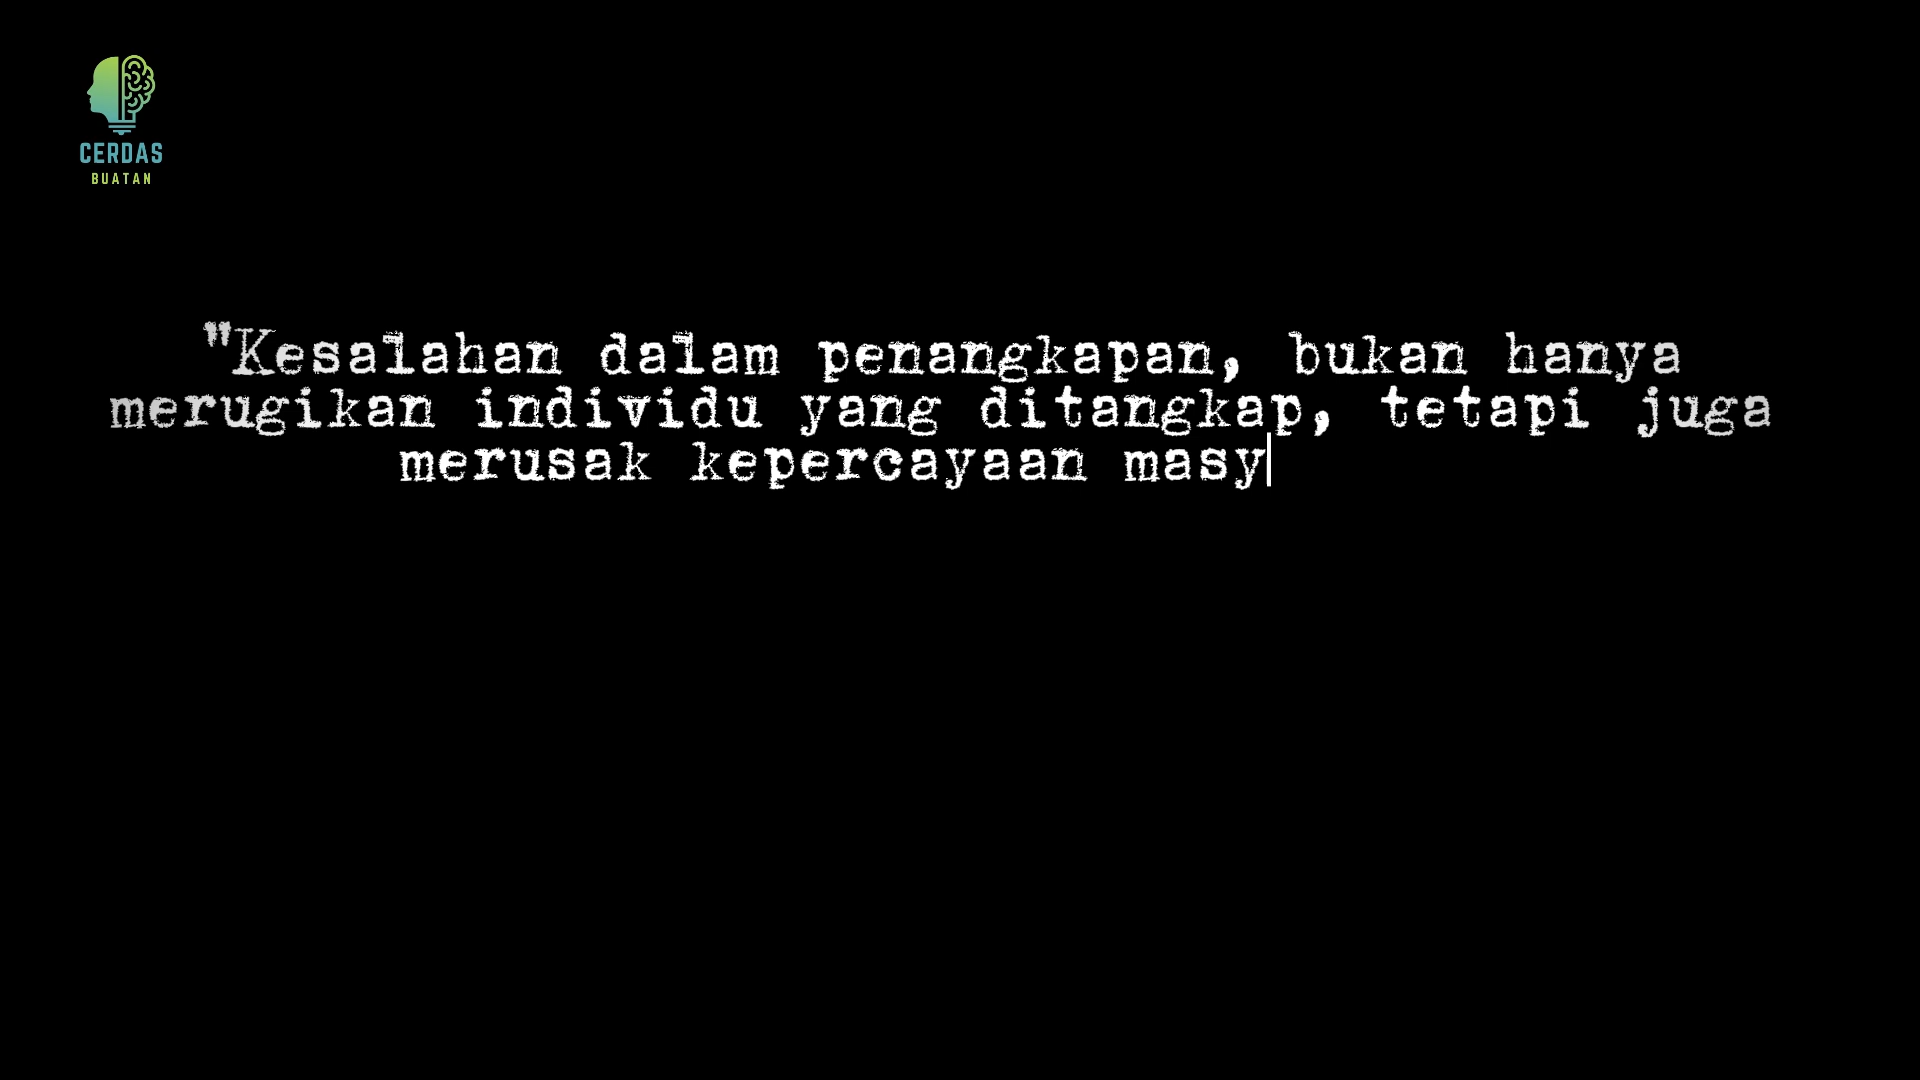 CERDAS
BUATAN
"Kesalahan dalam penangkapan, bukan hanya
merugikan individu yang ditangkap, tetapi juga
merusak kepercayaan masy